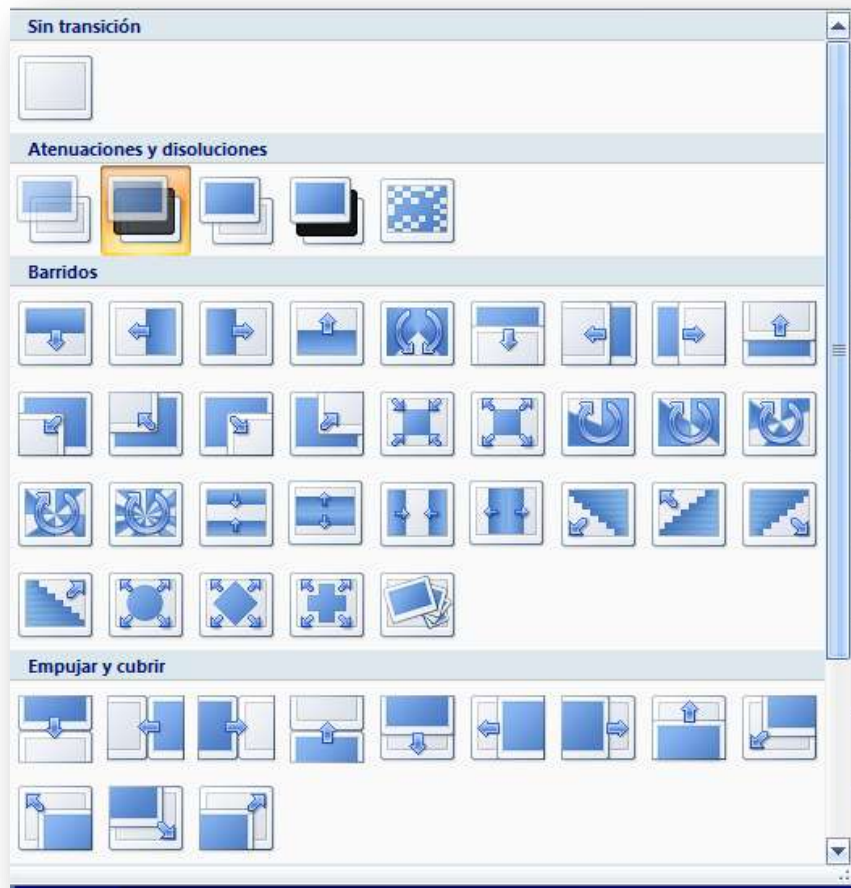 Sin transición
Atenuaciones y disoluciones
Barridos
Empujar y cubrir